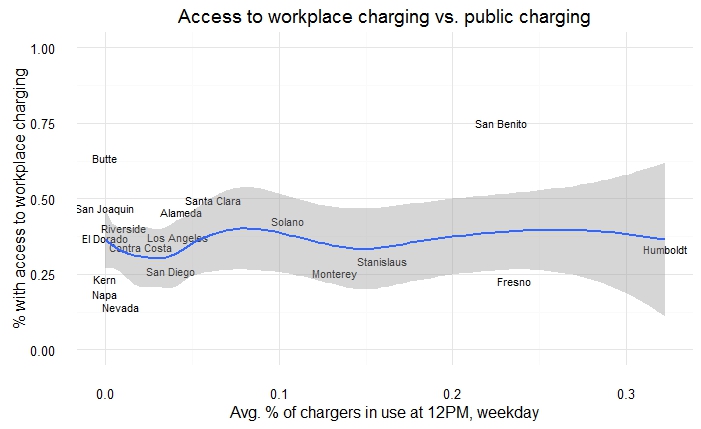 Access to workplace charging vs. public charging
% with access to workplace charging
1.00
0.75
0.50
0.25
0.00
San Benito
Butte
Santa Clara
San Joaquin
Alameda
Solano
Riverside
El Dorado
Los Angeles
Contra Costa
Humboldt
Stanislaus
San Diego
Monterey
Kern
Fresno
Napa
Nevada
0.0 0.1 0.2 0.3
Avg. % of chargers in use at 12PM, weekday